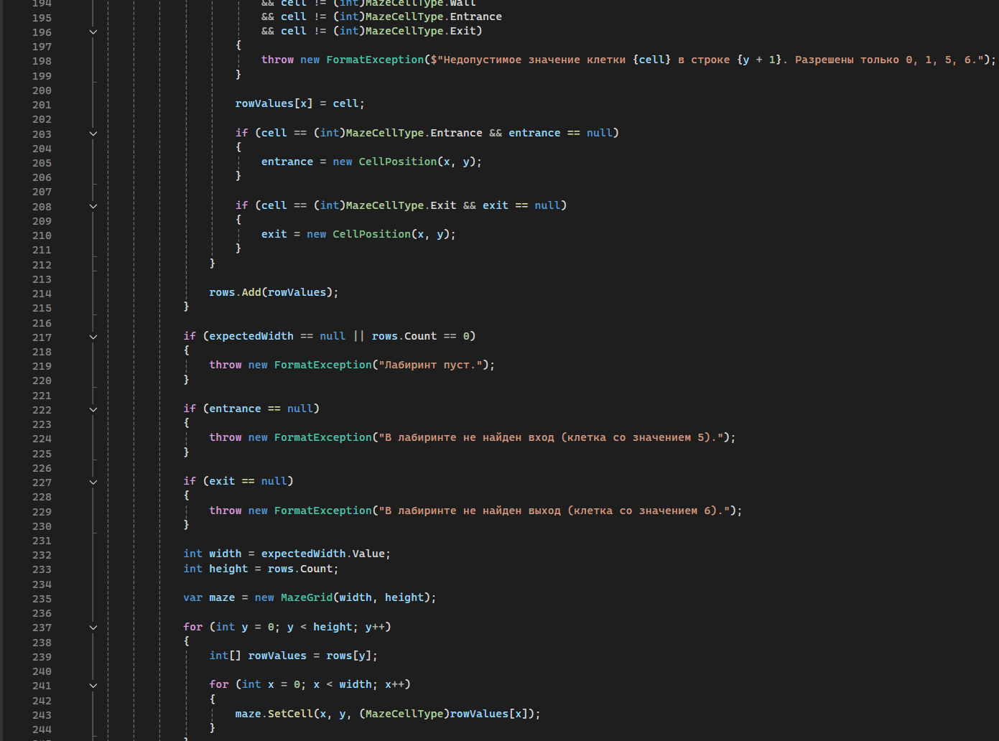 194 && cell != (int)MazeCellType.Wall
195 && cell != (int)MazeCellType.Entrance
196 && cell != (int)MazeCellType.Exit)
197 {
198 throw new FormatException($"Недопустимое значение клетки {cell} в строке {y + 1}. Разрешены только 0, 1, 5, 6.");
199 }
200
201 rowValues[x] = cell;
202
203 if (cell == (int)MazeCellType.Entrance && entrance == null)
204 {
205 entrance = new CellPosition(x, y);
206 }
207
208 if (cell == (int)MazeCellType.Exit && exit == null)
209 {
210 exit = new CellPosition(x, y);
211 }
212 }
213
214 rows.Add(rowValues);
215 }
216
217 if (expectedWidth == null || rows.Count == 0)
218 {
219 throw new FormatException("Лабиринт пуст.");
220 }
221
222 if (entrance == null)
223 {
224 throw new FormatException("В лабиринте не найден вход (клетка со значением 5).");
225 }
226
227 if (exit == null)
228 {
229 throw new FormatException("В лабиринте не найден выход (клетка со значением 6).");
230 }
231
232 int width = expectedWidth.Value;
233 int height = rows.Count;
234
235 var maze = new MazeGrid(width, height);
236
237 for (int y = 0; y < height; y++)
238 {
239 int[] rowValues = rows[y];
240
241 for (int x = 0; x < width; x++)
242 {
243 maze.SetCell(x, y, (MazeCellType)rowValues[x]);
244 }